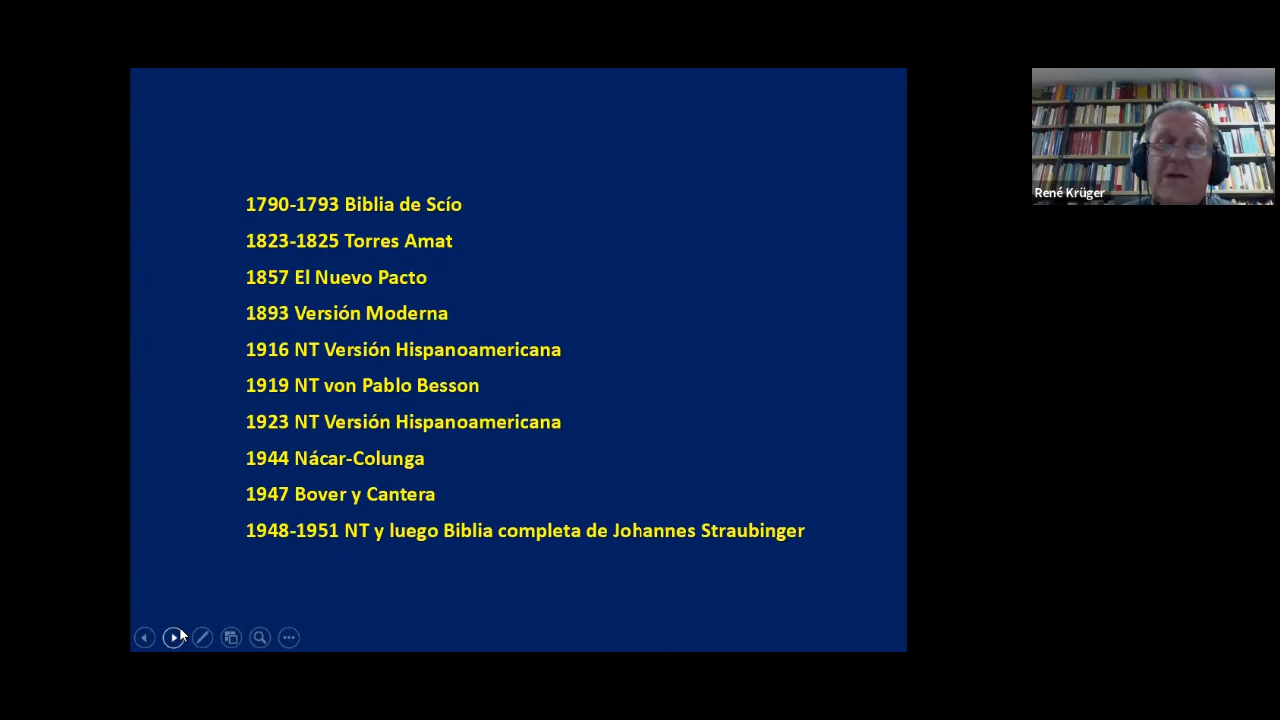 1790-1793 Biblia de Scío
1823-1825 Torres Amat
1857 El Nuevo Pacto
1893 Versión Moderna
1916 NT Versión Hispanoamericana
1919 NT von Pablo Besson
1923 NT Versión Hispanoamericana
1944 Nácar-Colunga
1947 Bover y Cantera
1948-1951 NT y luego Biblia completa de Johannes Straubinger
René Krüger